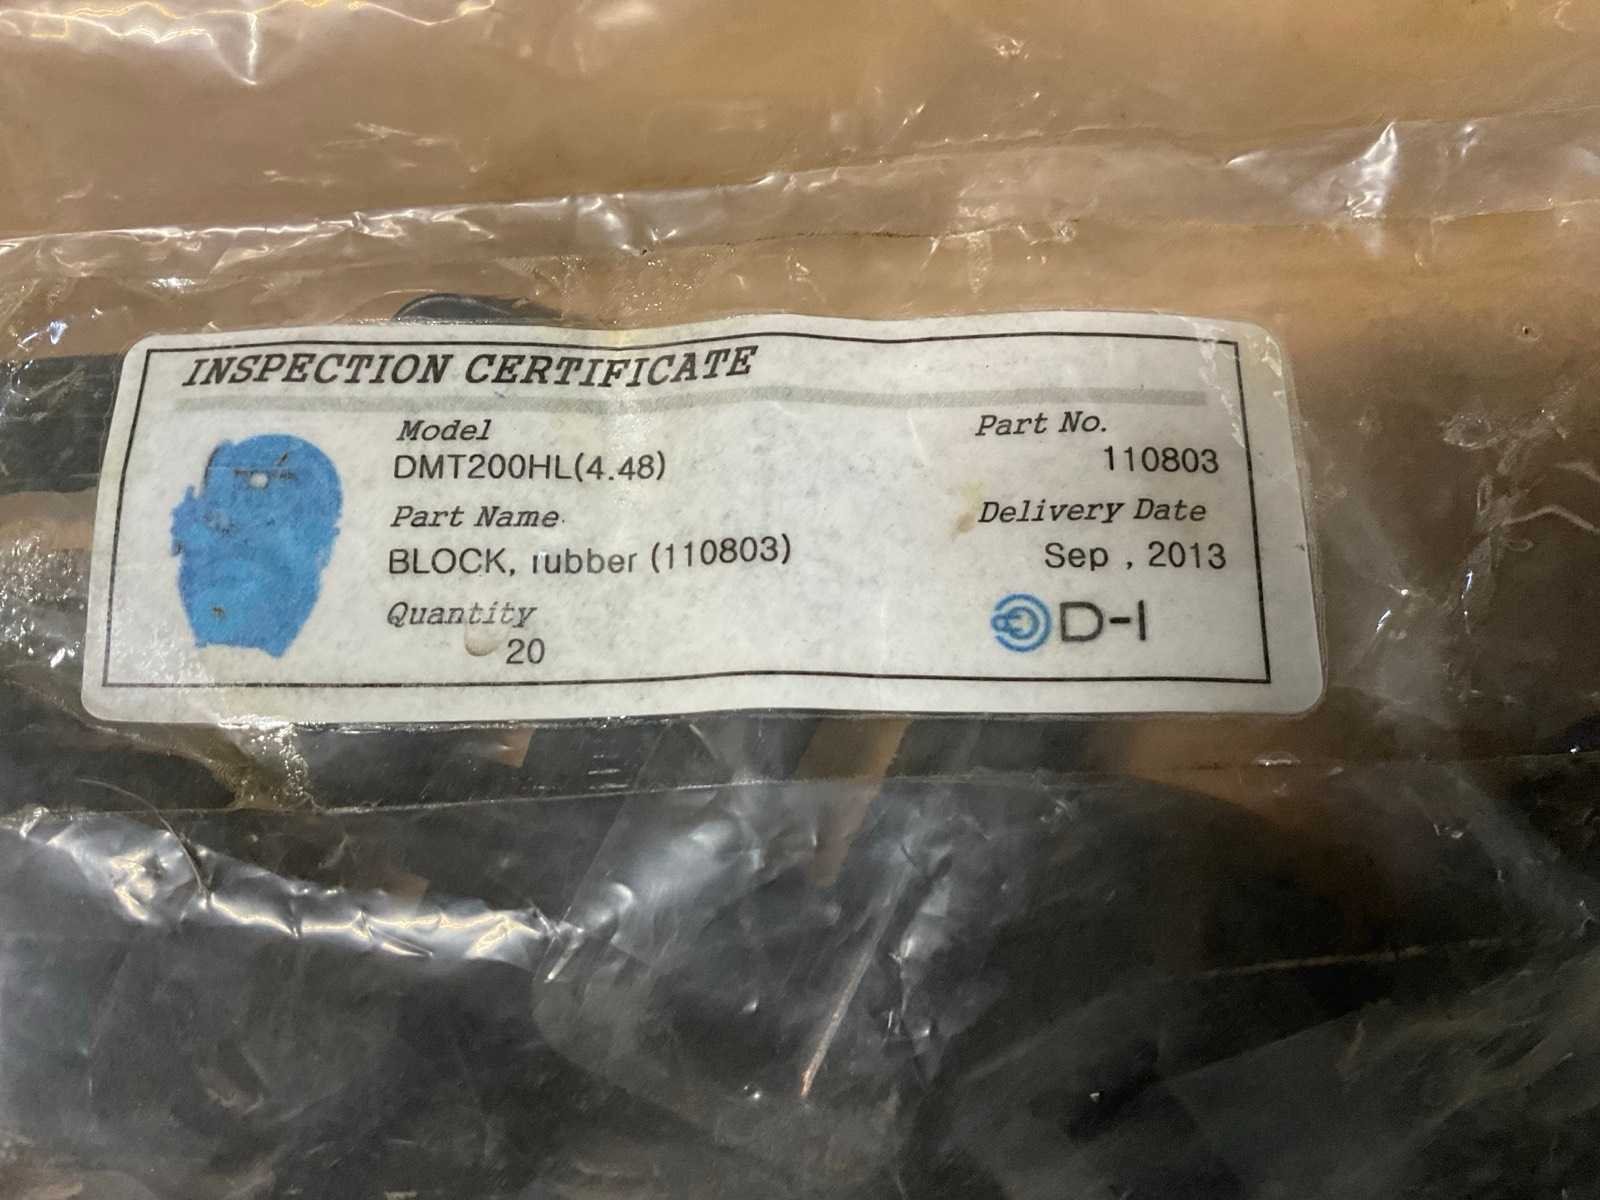 INSPECTION CERTIFICATE
Model
DMT200HL(4.48)
Part No.
110803
Part Name
BLOCK, rubber (110803)
Delivery Date
Sep , 2013
Quantity
20
D-I